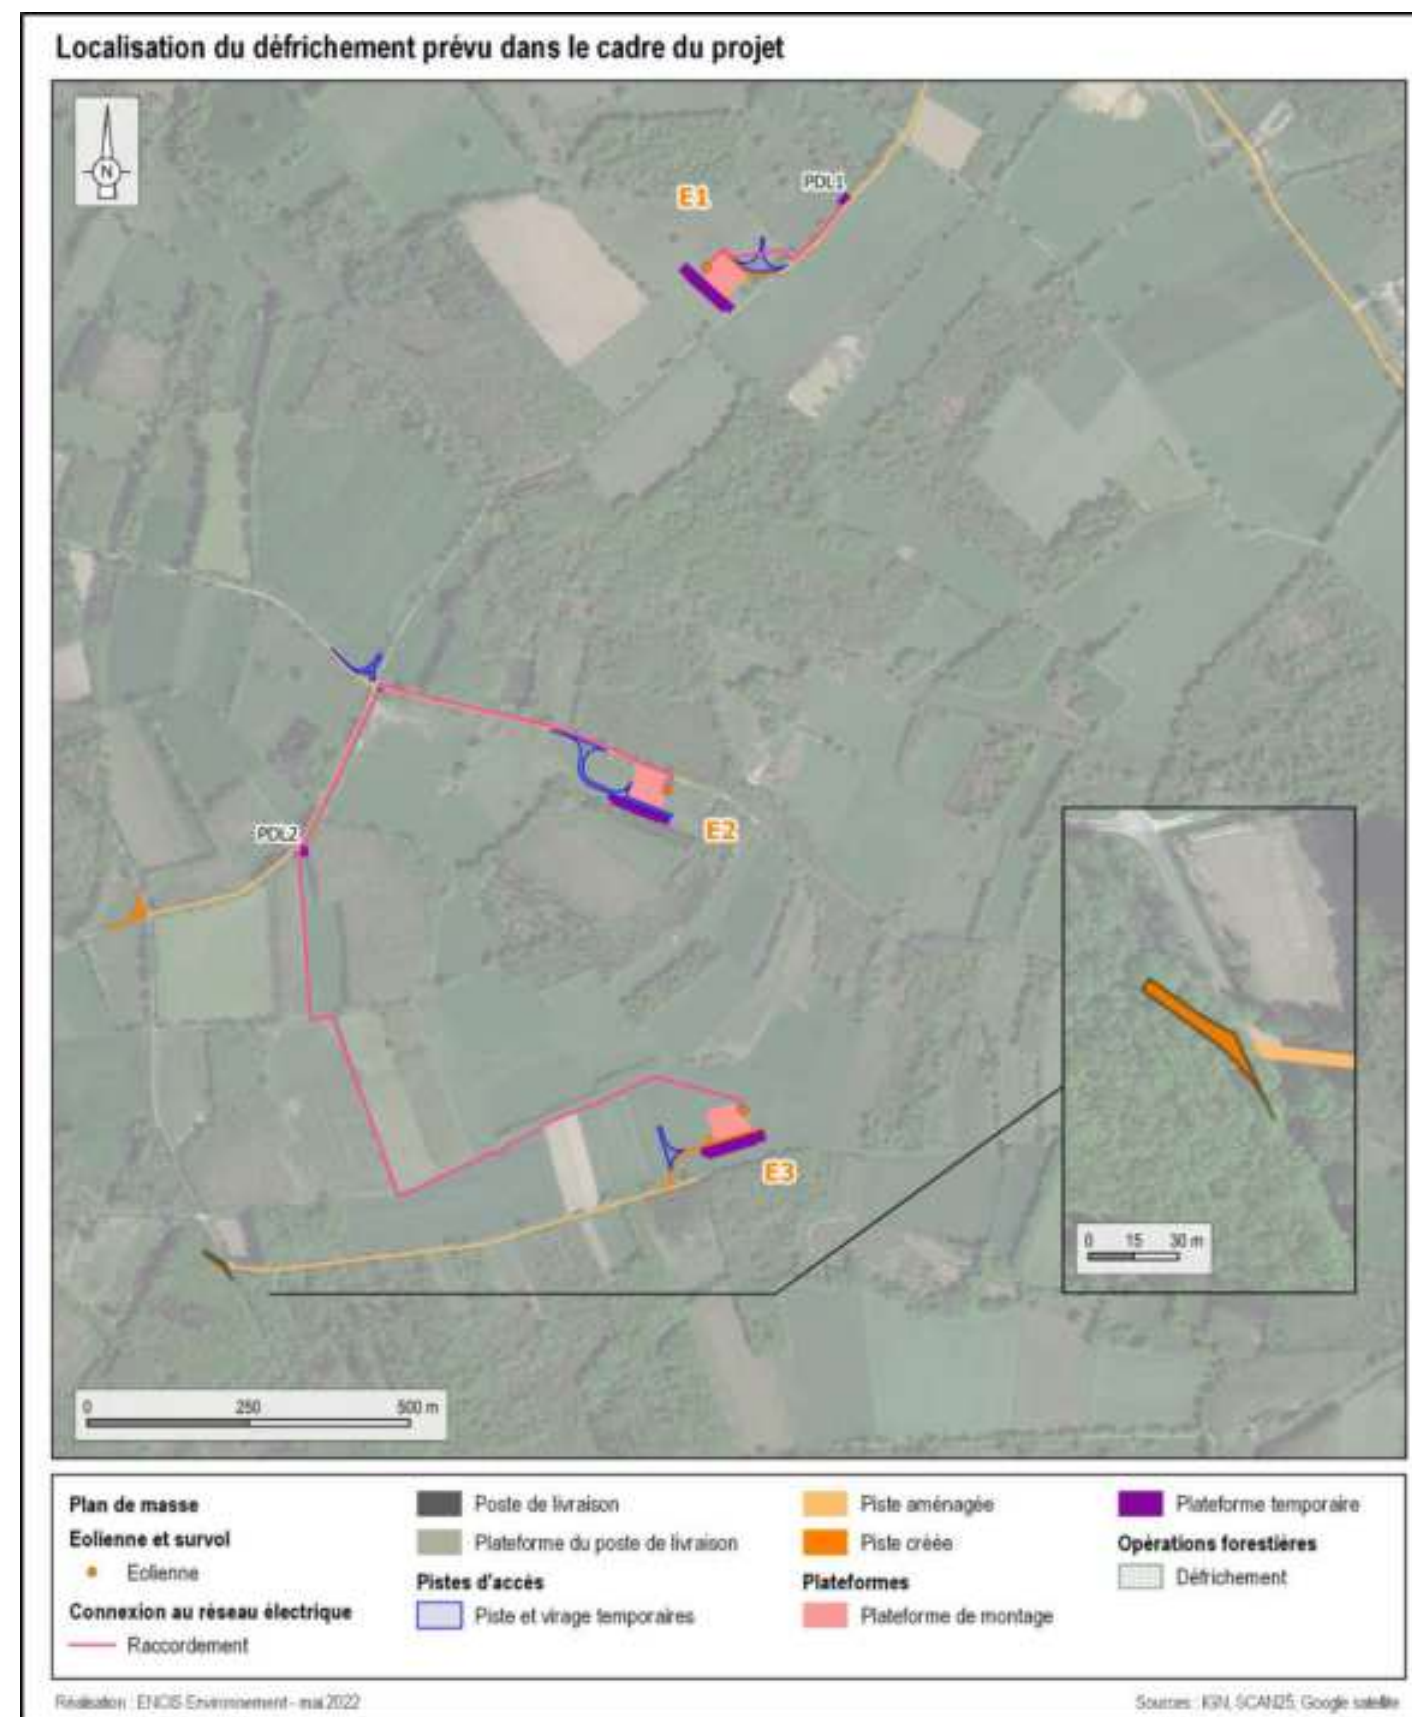 Localisation du défrichement prévu dans le cadre du projet
N
E1
PDL1
E2
PDL2
E3
0 15 30 m
0 250 500 m
Plan de masse
Eolienne et survol
Eolienne
Connexion au réseau électrique
Raccordement
Poste de livraison
Plateforme du poste de livraison
Pistes d'accès
Piste et virage temporaires
Piste aménagée
Piste créée
Plateformes
Plateforme de montage
Plateforme temporaire
Opérations forestières
Défrichement
Réalisation : ENCIS Environnement - mai 2022
Sources : IGN, SCAN25, Google satellite